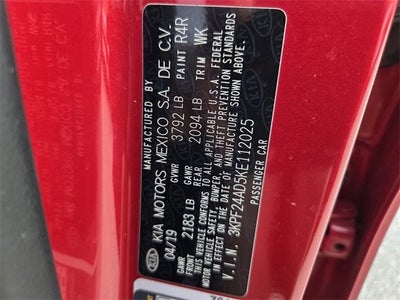 MANUFACTURED BY
KIA MOTORS MEXICO S.A. DE C.V.
04/19 GVWR 3792 LB PAINT R4R
GAWR FRONT 2183 LB GAWR REAR 2094 LB TRIM WK
THIS VEHICLE CONFORMS TO ALL APPLICABLE U.S.A. FEDERAL
MOTOR VEHICLE SAFETY, BUMPER, AND THEFT PREVENTION STANDARDS
IN EFFECT ON THE DATE OF MANUFACTURE SHOWN ABOVE.
V.I.N. 3KPF24AD5KE112025
PASSENGER CAR
KIA